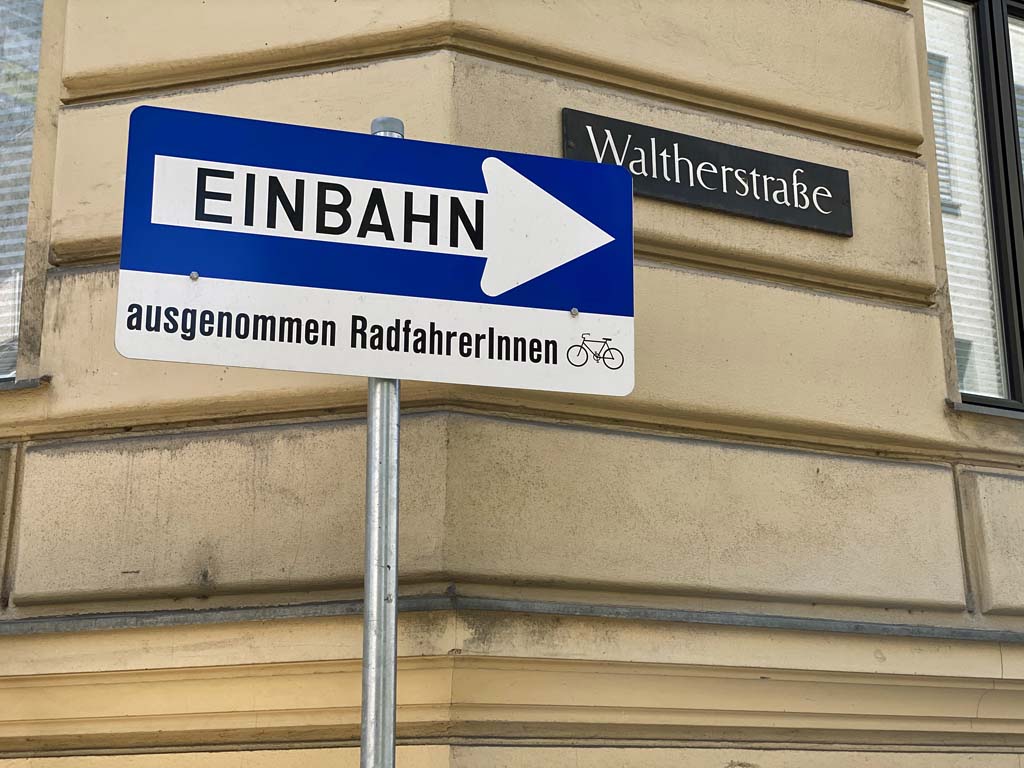 EINBAHN
ausgenommen RadfahrerInnen
Waltherstraße